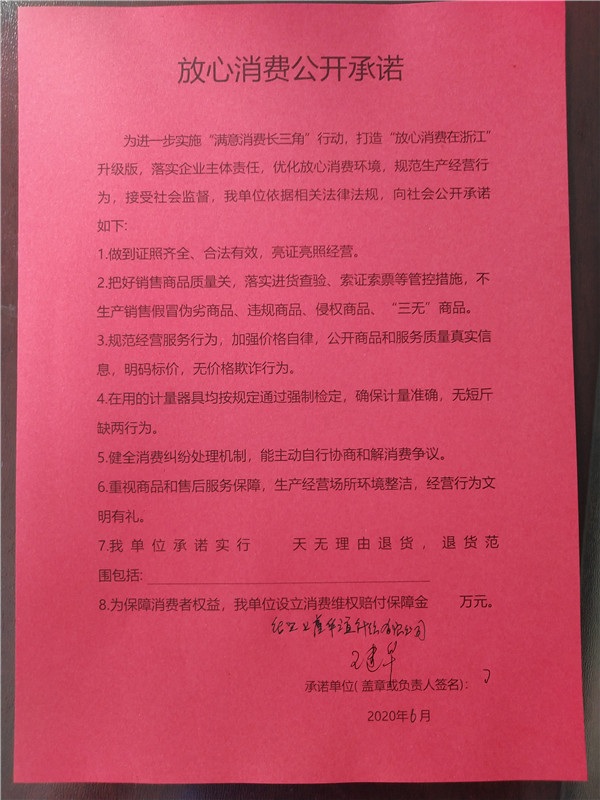 放心消费公开承诺
为进一步实施“满意消费长三角”行动，打造“放心消费在浙江”
升级版，落实企业主体责任，优化放心消费环境，规范生产经营行
为，接受社会监督，我单位依据相关法律法规，向社会公开承诺
如下:
1.做到证照齐全、合法有效，亮证亮照经营。
2.把好销售商品质量关，落实进货查验、索证索票等管控措施，不
生产销售假冒伪劣商品、违规商品、侵权商品、“三无”商品。
3.规范经营服务行为，加强价格自律，公开商品和服务质量真实信
息，明码标价，无价格欺诈行为。
4.在用的计量器具均按规定通过强制检定，确保计量准确，无短斤
缺两行为。
5.健全消费纠纷处理机制，能主动自行协商和解消费争议。
6.重视商品和售后服务保障，生产经营场所环境整洁，经营行为文
明有礼。
7.我单位承诺实行 天无理由退货，退货范
围包括:
8.为保障消费者权益，我单位设立消费维权赔付保障金 万元。
有限公司
王建
承诺单位(盖章或负责人签名):
2020年6月